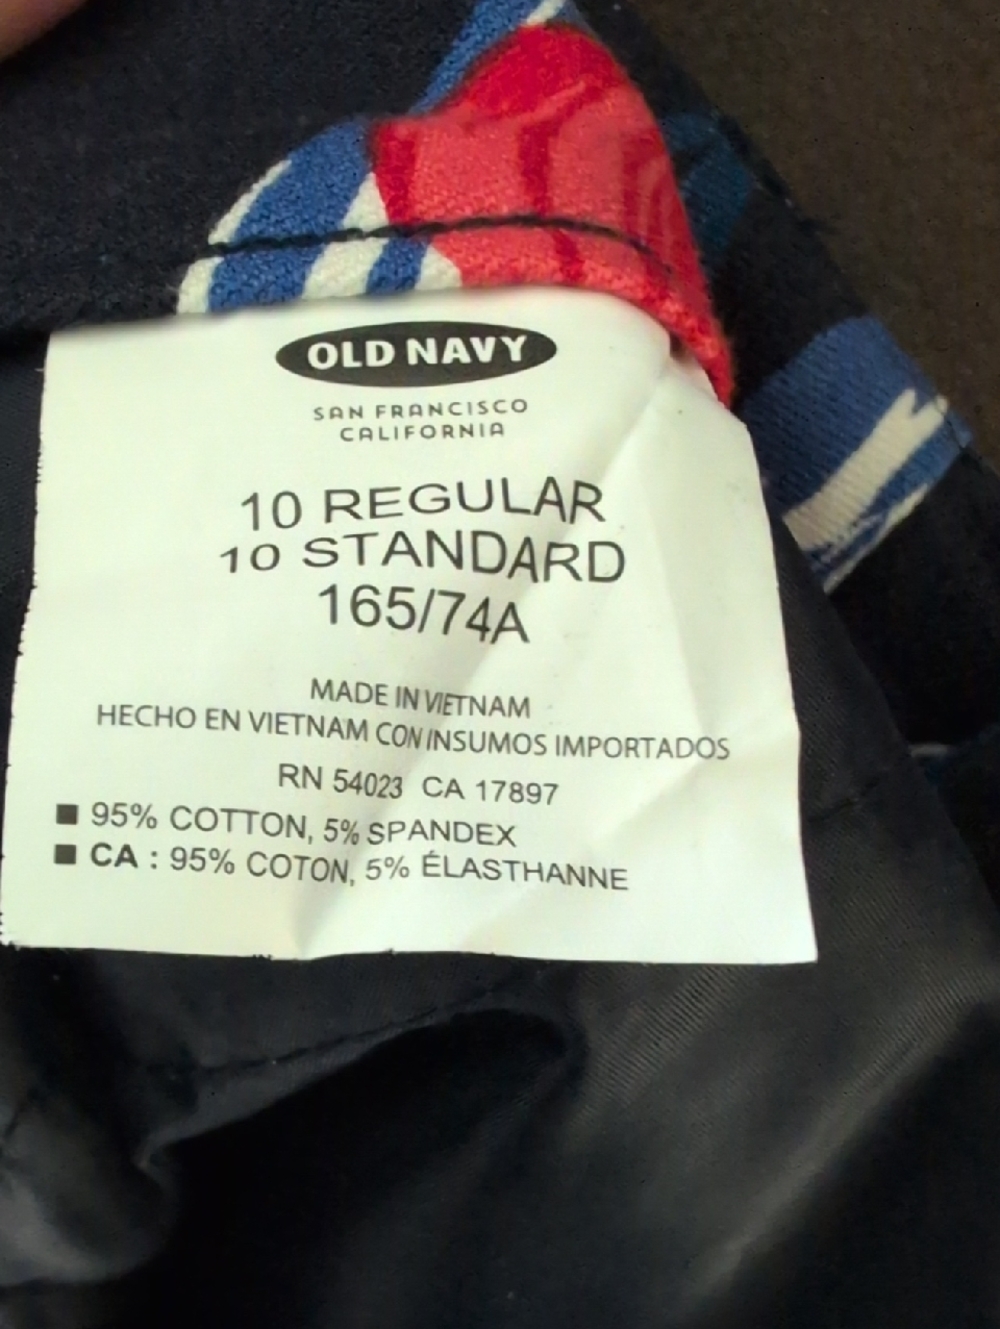 OLD NAVY
SAN FRANCISCO
CALIFORNIA
10 REGULAR
10 STANDARD
165/74A
MADE IN VIETNAM
HECHO EN VIETNAM CON INSUMOS IMPORTADOS
RN 54023 CA 17897
■ 95% COTTON, 5% SPANDEX
■ CA : 95% COTON, 5% ÉLASTHANNE